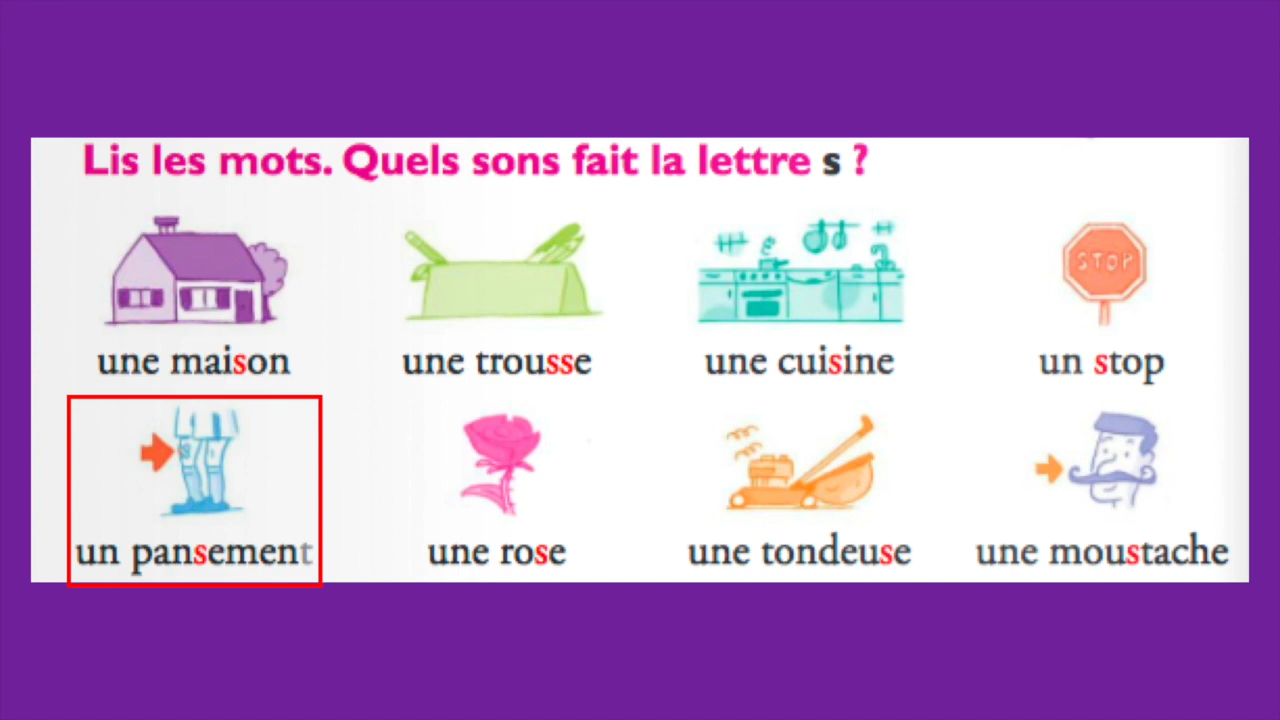 Lis les mots. Quels sons fait la lettre s ?
STOP
une maison une trousse une cuisine un stop
un pansement une rose une tondeuse une moustache